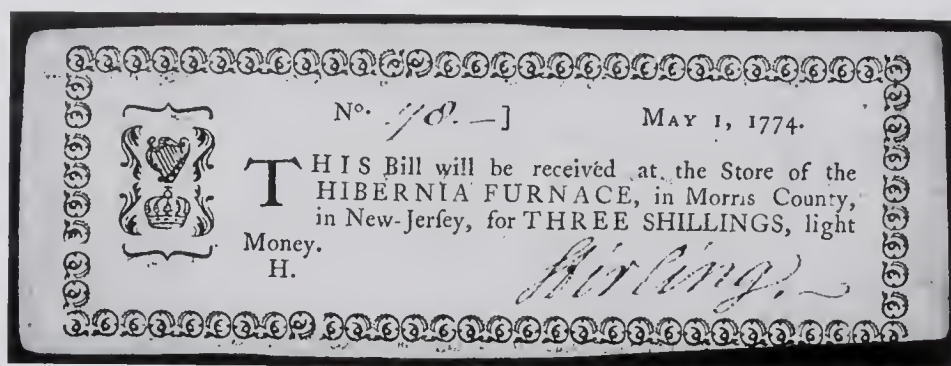 No. 78. — ]
MAY 1, 1774.
THIS Bill will be received at the Store of the
HIBERNIA FURNACE, in Morris County,
in New-Jerſey, for THREE SHILLINGS, light
Money.
H.
Stirling.